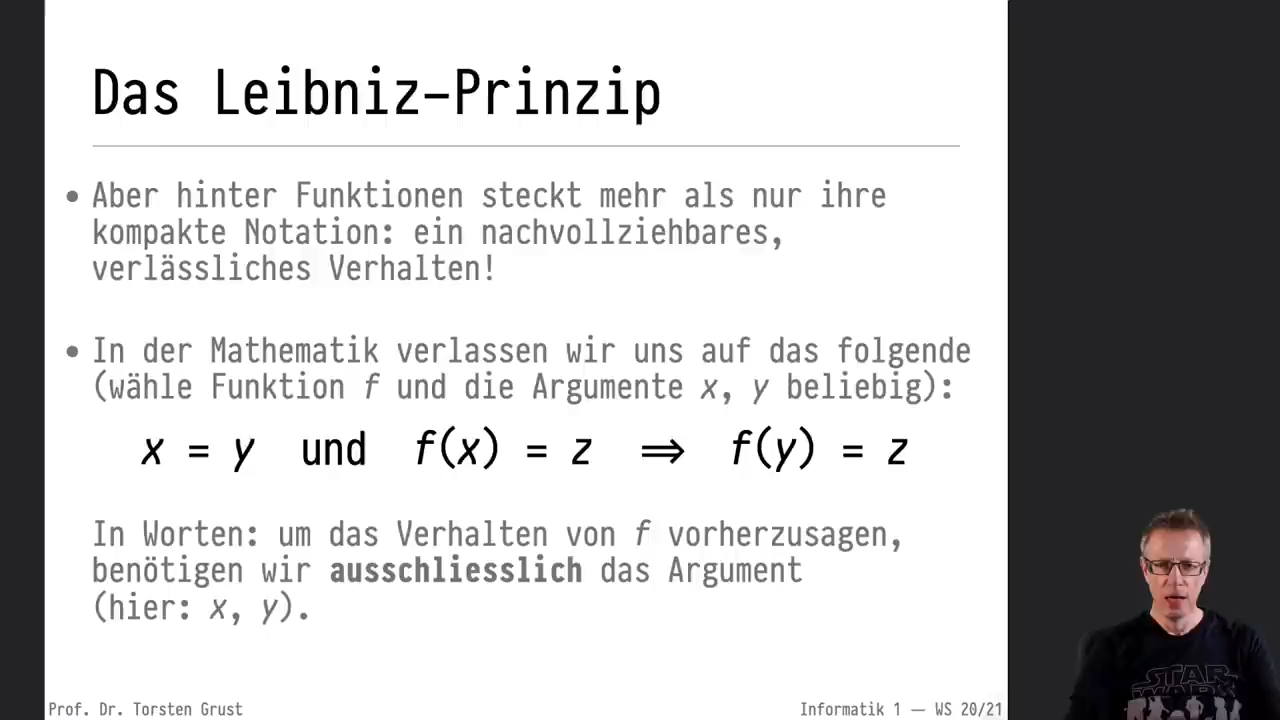 Das Leibniz-Prinzip
• Aber hinter Funktionen steckt mehr als nur ihre
kompakte Notation: ein nachvollziehbares,
verlässliches Verhalten!
• In der Mathematik verlassen wir uns auf das folgende
(wähle Funktion f und die Argumente x, y beliebig):
x = y und f(x) = z ⇒ f(y) = z
In Worten: um das Verhalten von f vorherzusagen,
benötigen wir ausschliesslich das Argument
(hier: x, y).
STAR
WARS
Prof. Dr. Torsten Grust
Informatik 1 — WS 20/21